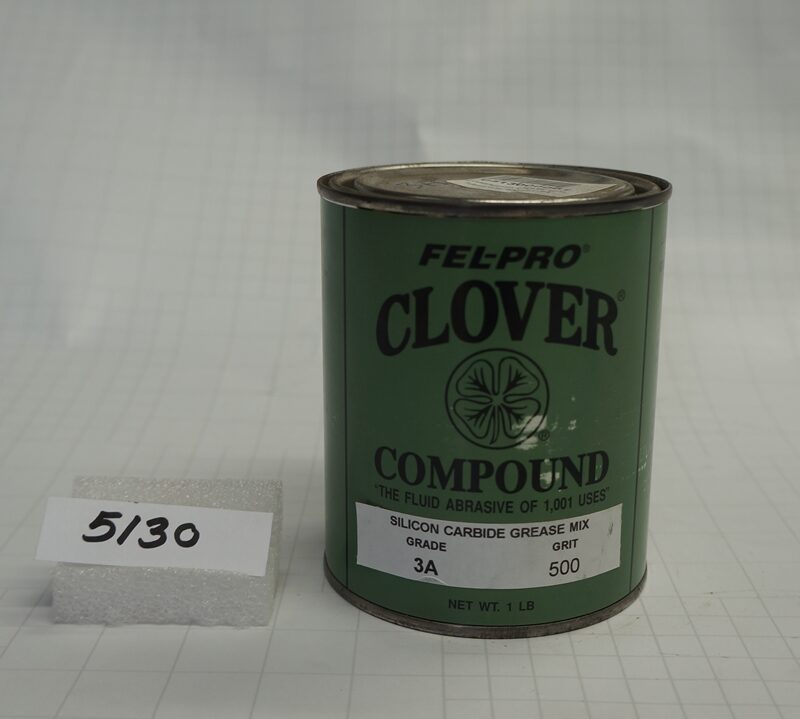 FEL-PRO®
CLOVER®
®
COMPOUND
"THE FLUID ABRASIVE OF 1,001 USES"
SILICON CARBIDE GREASE MIX
GRADE GRIT
3A 500
NET WT. 1 LB
5130